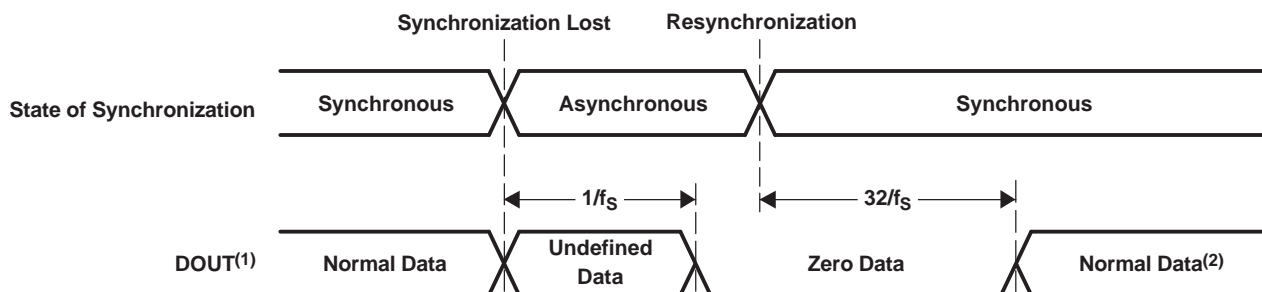 Synchronization Lost
Resynchronization
State of Synchronization
Synchronous
Asynchronous
Synchronous
1/fS
32/fS
DOUT(1)
Normal Data
Undefined
Data
Zero Data
Normal Data(2)